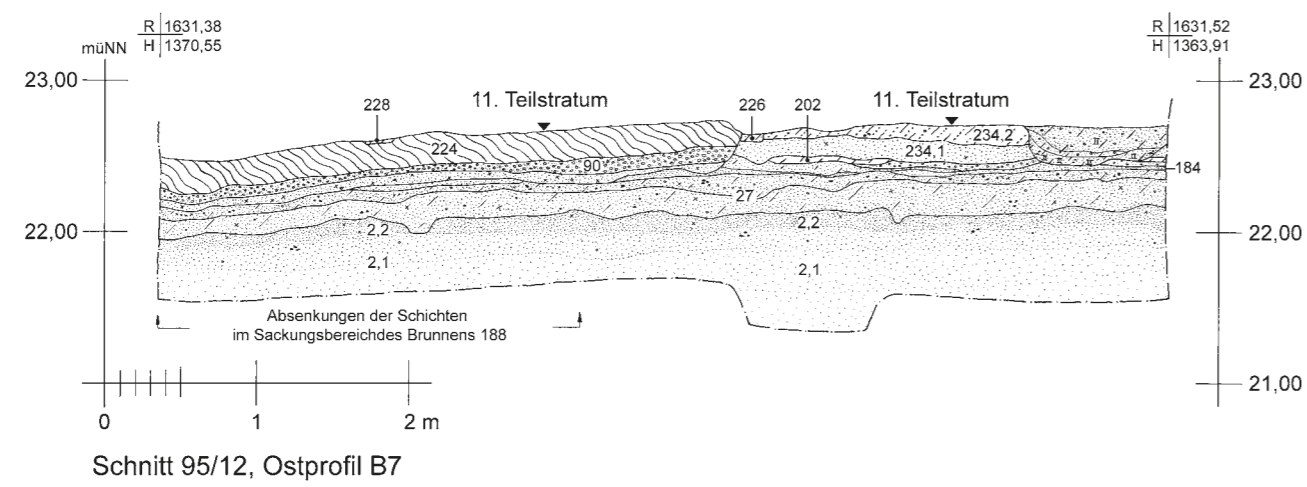 R 1631,38
H 1370,55
R 1631,52
H 1363,91
müNN
23,00
23,00
228
11. Teilstratum
226
202
11. Teilstratum
224
234.2
234.1
90
184
27
22,00
22,00
2,2
2,2
2,1
2,1
Absenkungen der Schichten
im Sackungsbereichdes Brunnens 188
21,00
0
1
2 m
Schnitt 95/12, Ostprofil B7